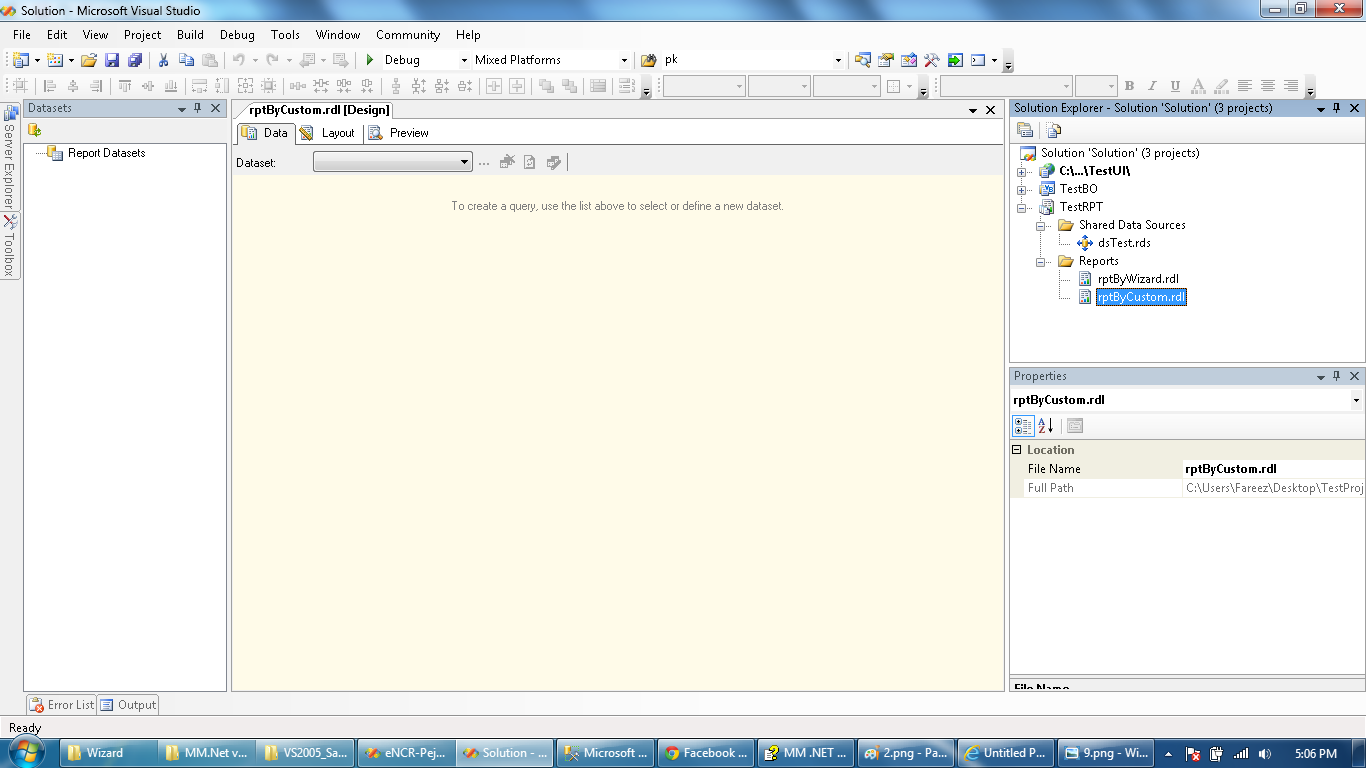 Solution - Microsoft Visual Studio
File Edit View Project Build Debug Tools Window Community Help
Debug Mixed Platforms pk
B I U A
Server Explorer
Toolbox
Datasets
Report Datasets
rptByCustom.rdl [Design]
Data Layout Preview
Dataset: ...
To create a query, use the list above to select or define a new dataset.
Solution Explorer - Solution 'Solution' (3 projects)
Solution 'Solution' (3 projects)
C:\...\TestUI\
TestBO
TestRPT
Shared Data Sources
dsTest.rds
Reports
rptByWizard.rdl
rptByCustom.rdl
Properties
rptByCustom.rdl
Location
File Name rptByCustom.rdl
Full Path C:\Users\Fareez\Desktop\TestProj
File Name
Error List Output
Ready
Wizard MM.Net v... VS2005_Sa... eNCR-Pej... Solution - ... Microsoft ... Facebook ... MM .NET ... 2.png - Pa... Untitled P... 9.png - Wi... 5:06 PM